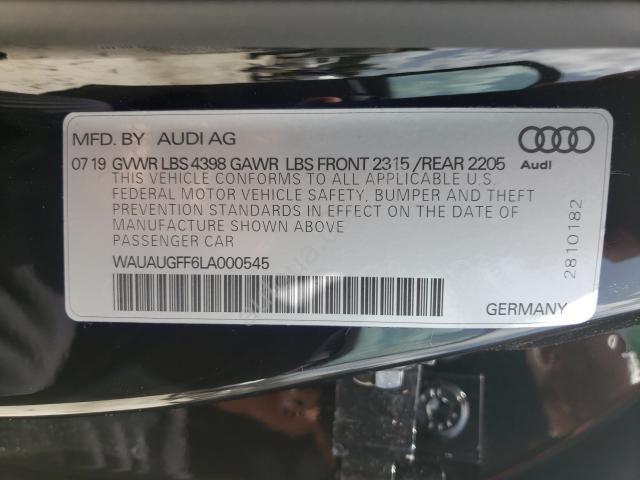 MFD. BY AUDI AG
Audi
07 19 GVWR LBS 4398 GAWR LBS FRONT 2315 /REAR 2205
THIS VEHICLE CONFORMS TO ALL APPLICABLE U.S.
FEDERAL MOTOR VEHICLE SAFETY, BUMPER AND THEFT
PREVENTION STANDARDS IN EFFECT ON THE DATE OF
MANUFACTURE SHOWN ABOVE
PASSENGER CAR
2810182
WAUAUGFF6LA000545
GERMANY